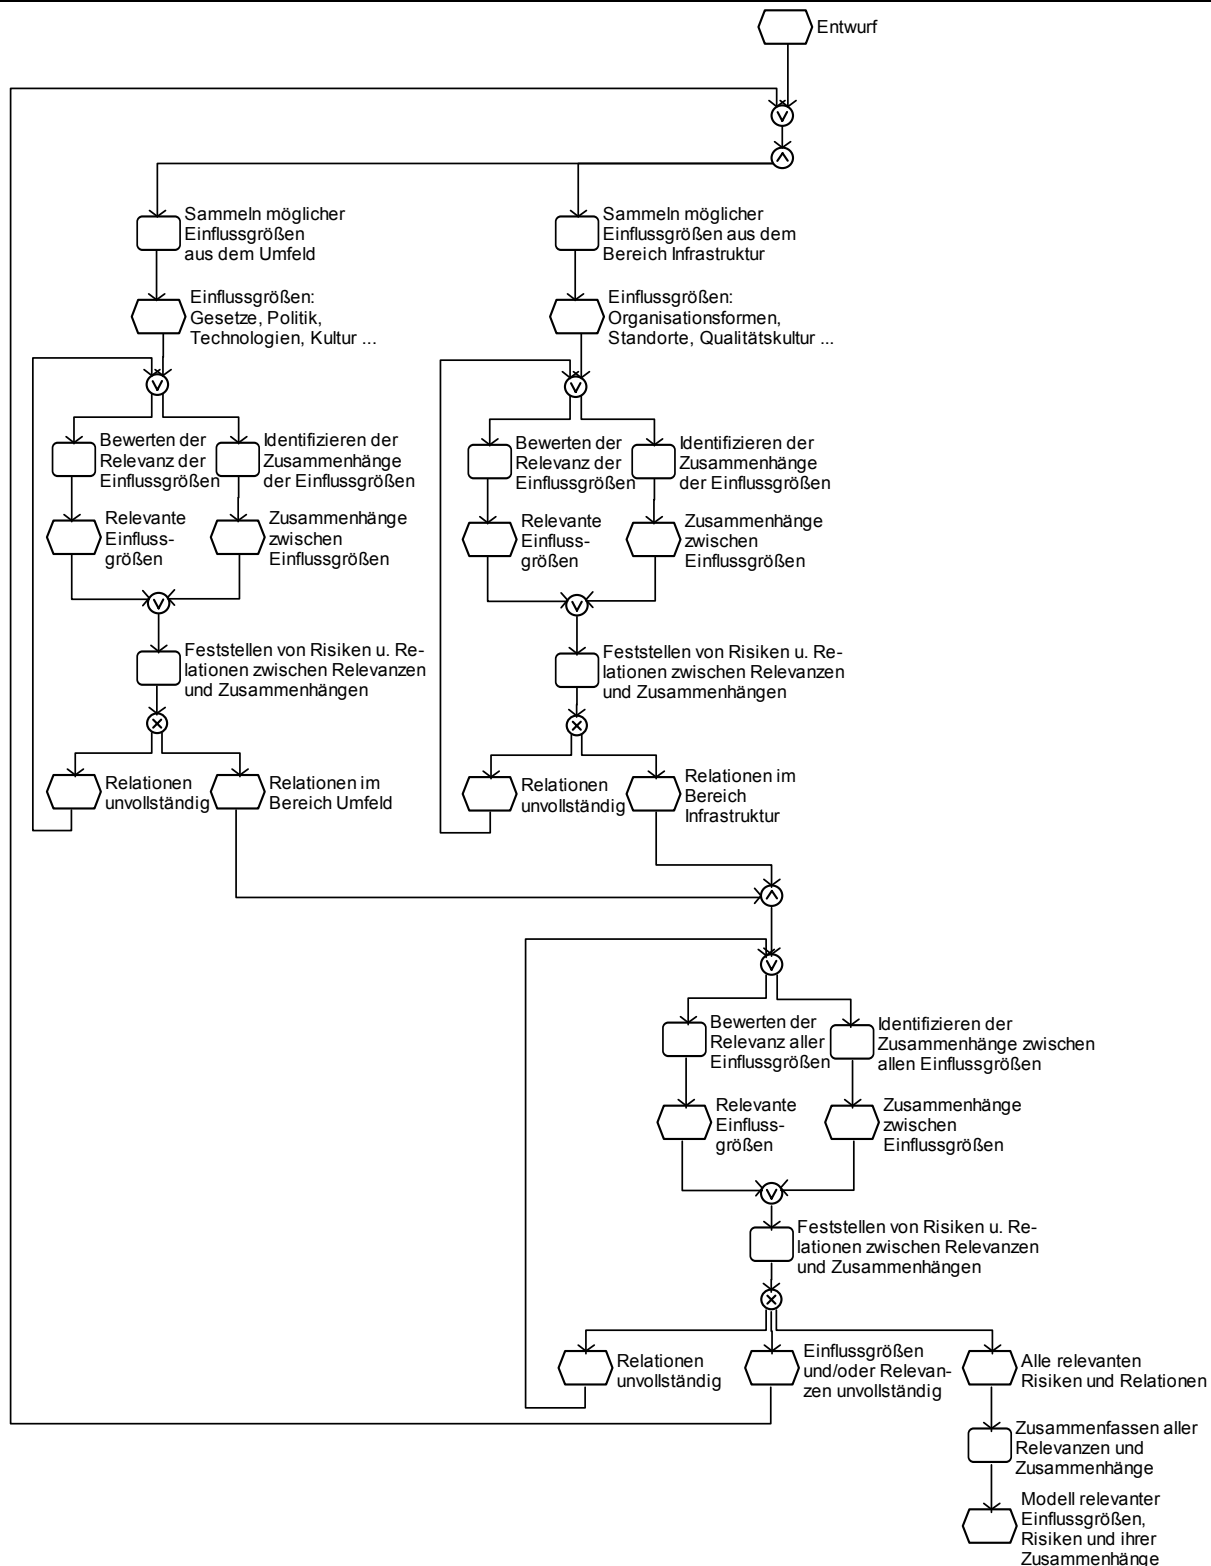 Entwurf
Sammeln möglicher
Einflussgrößen
aus dem Umfeld
Sammeln möglicher
Einflussgrößen aus dem
Bereich Infrastruktur
Einflussgrößen:
Gesetze, Politik,
Technologien, Kultur ...
Einflussgrößen:
Organisationsformen,
Standorte, Qualitätskultur ...
Bewerten der
Relevanz der
Einflussgrößen
Identifizieren der
Zusammenhänge
der Einflussgrößen
Bewerten der
Relevanz der
Einflussgrößen
Identifizieren der
Zusammenhänge
der Einflussgrößen
Relevante
Einfluss-
größen
Zusammenhänge
zwischen
Einflussgrößen
Relevante
Einfluss-
größen
Zusammenhänge
zwischen
Einflussgrößen
Feststellen von Risiken u. Re-
lationen zwischen Relevanzen
und Zusammenhängen
Feststellen von Risiken u. Re-
lationen zwischen Relevanzen
und Zusammenhängen
Relationen
unvollständig
Relationen im
Bereich Umfeld
Relationen
unvollständig
Relationen im
Bereich
Infrastruktur
Bewerten der
Relevanz aller
Einflussgrößen
Identifizieren der
Zusammenhänge zwischen
allen Einflussgrößen
Relevante
Einfluss-
größen
Zusammenhänge
zwischen
Einflussgrößen
Feststellen von Risiken u. Re-
lationen zwischen Relevanzen
und Zusammenhängen
Relationen
unvollständig
Einflussgrößen
und/oder Relevan-
zen unvollständig
Alle relevanten
Risiken und Relationen
Zusammenfassen aller
Relevanzen und
Zusammenhänge
Modell relevanter
Einflussgrößen,
Risiken und ihrer
Zusammenhänge